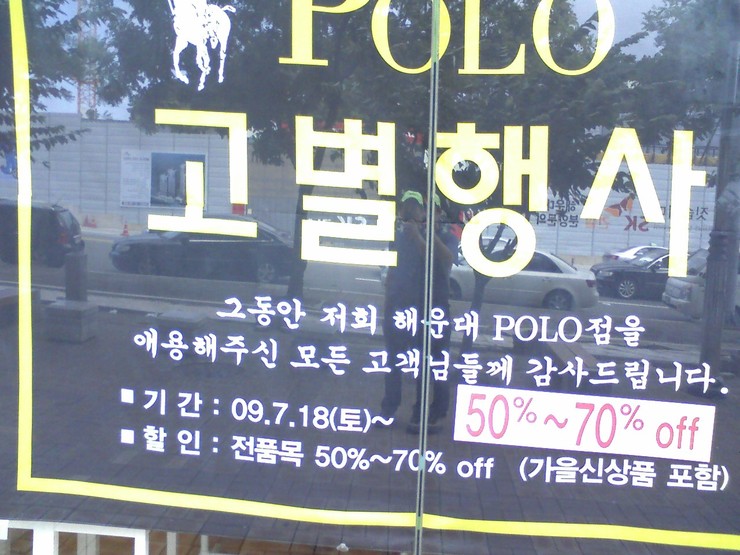 POLO
고별행사
그동안 저희 해운대 POLO점을
애용해주신 모든 고객님들께 감사드립니다.
■ 기 간 : 09.7.18(토)~
50%~70% off
■ 할 인 : 전품목 50%~70% off (가을신상품 포함)
SK